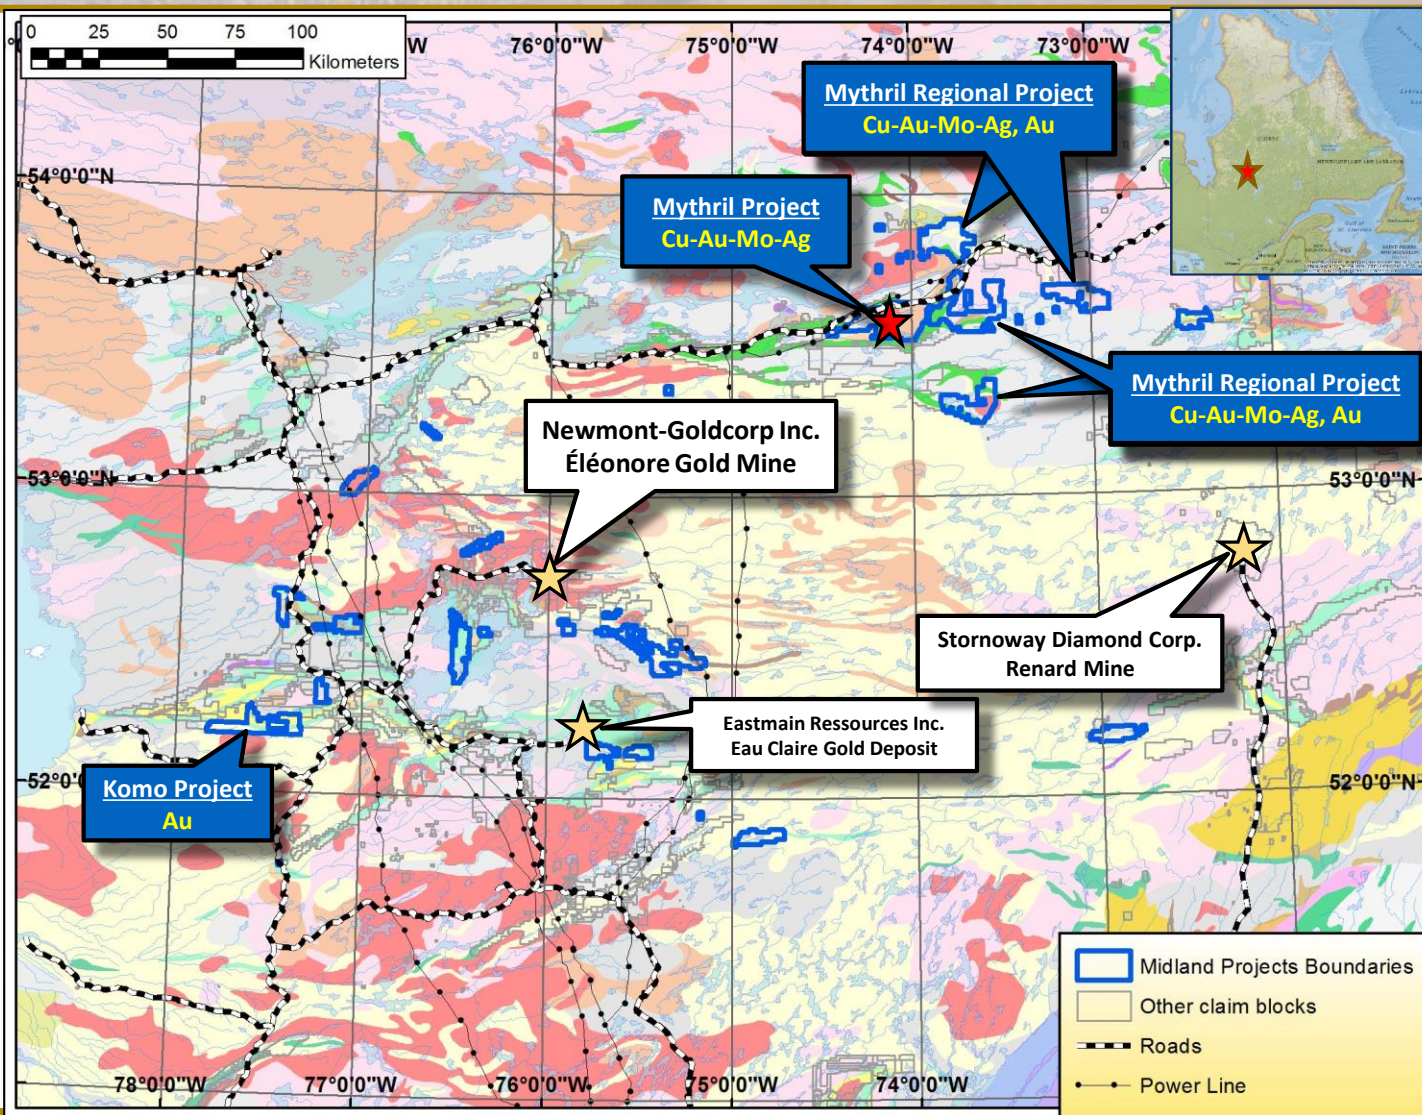 0 25 50 75 100
Kilometers
W 76°0'0"W 75°0'0"W 74°0'0"W 73°0'0"W
QUEBEC
NEWFOUNDLAND AND LABRADOR
Mythril Regional Project
Cu-Au-Mo-Ag, Au
54°0'0"N
Mythril Project
Cu-Au-Mo-Ag
Mythril Regional Project
Cu-Au-Mo-Ag, Au
Newmont-Goldcorp Inc.
Éléonore Gold Mine
53°0'0"N
53°0'0"N
Stornoway Diamond Corp.
Renard Mine
Eastmain Ressources Inc.
Eau Claire Gold Deposit
52°0'0"N
Komo Project
Au
Midland Projects Boundaries
Other claim blocks
Roads
Power Line
78°0'0"W 77°0'0"W 76°0'0"W 75°0'0"W 74°0'0"W